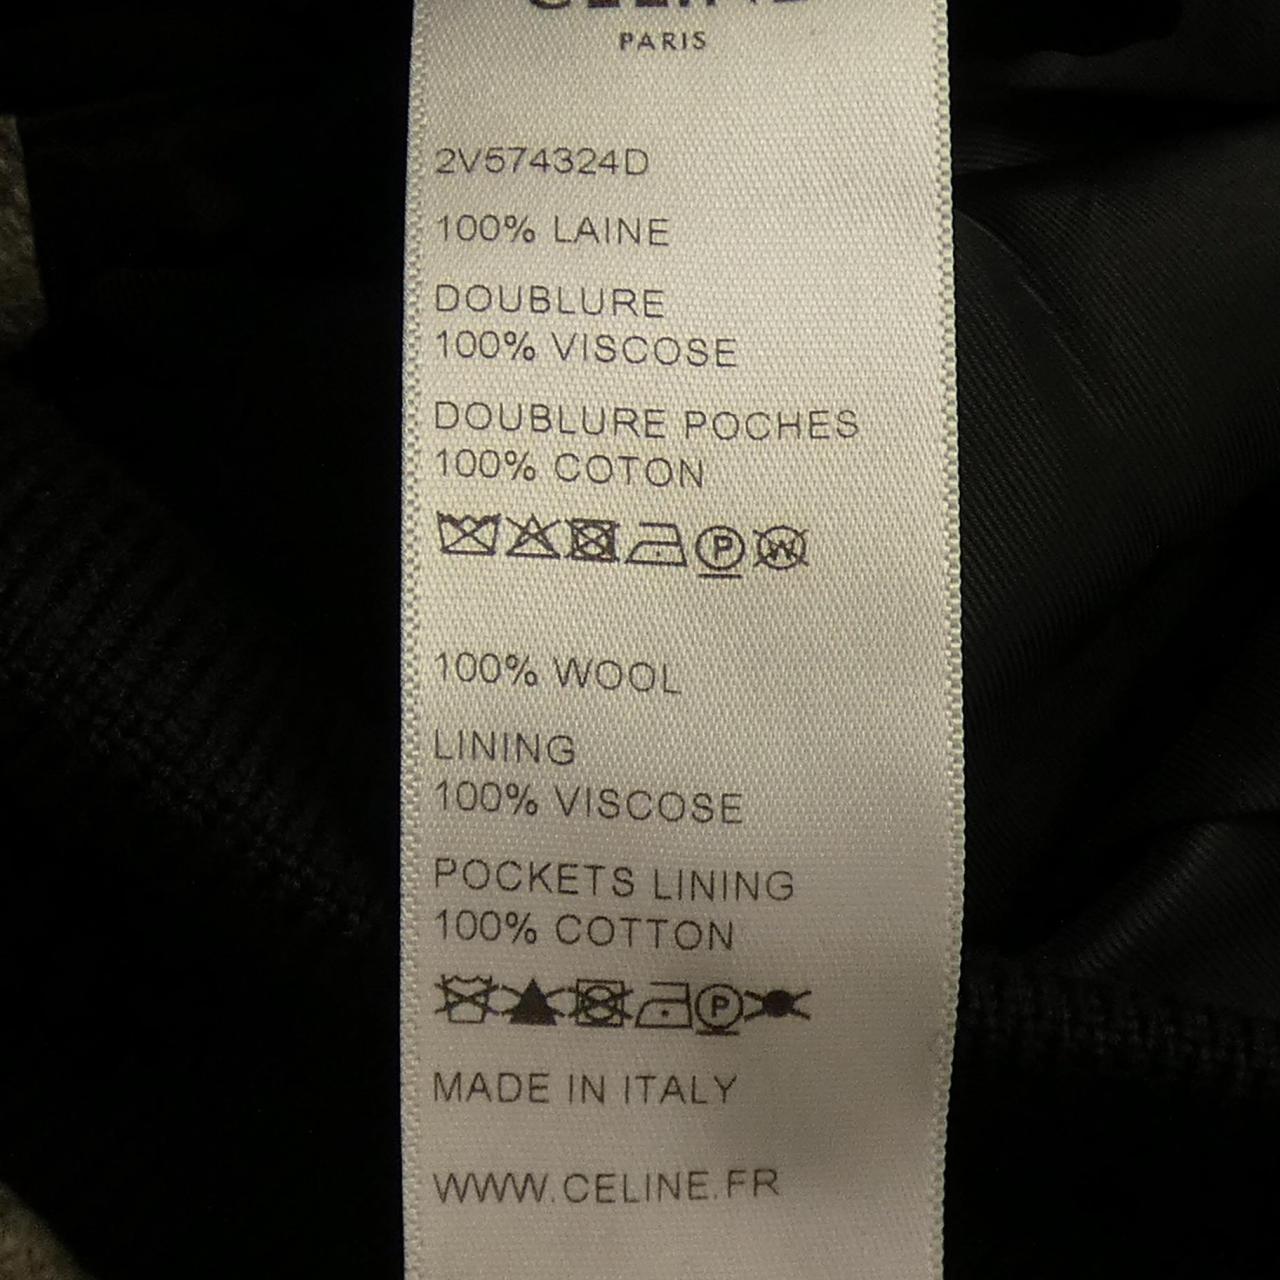 CELINE
PARIS
2V574324D
100% LAINE
DOUBLURE
100% VISCOSE
DOUBLURE POCHES
100% COTON
P W
100% WOOL
LINING
100% VISCOSE
POCKETS LINING
100% COTTON
P
MADE IN ITALY
WWW.CELINE.FR